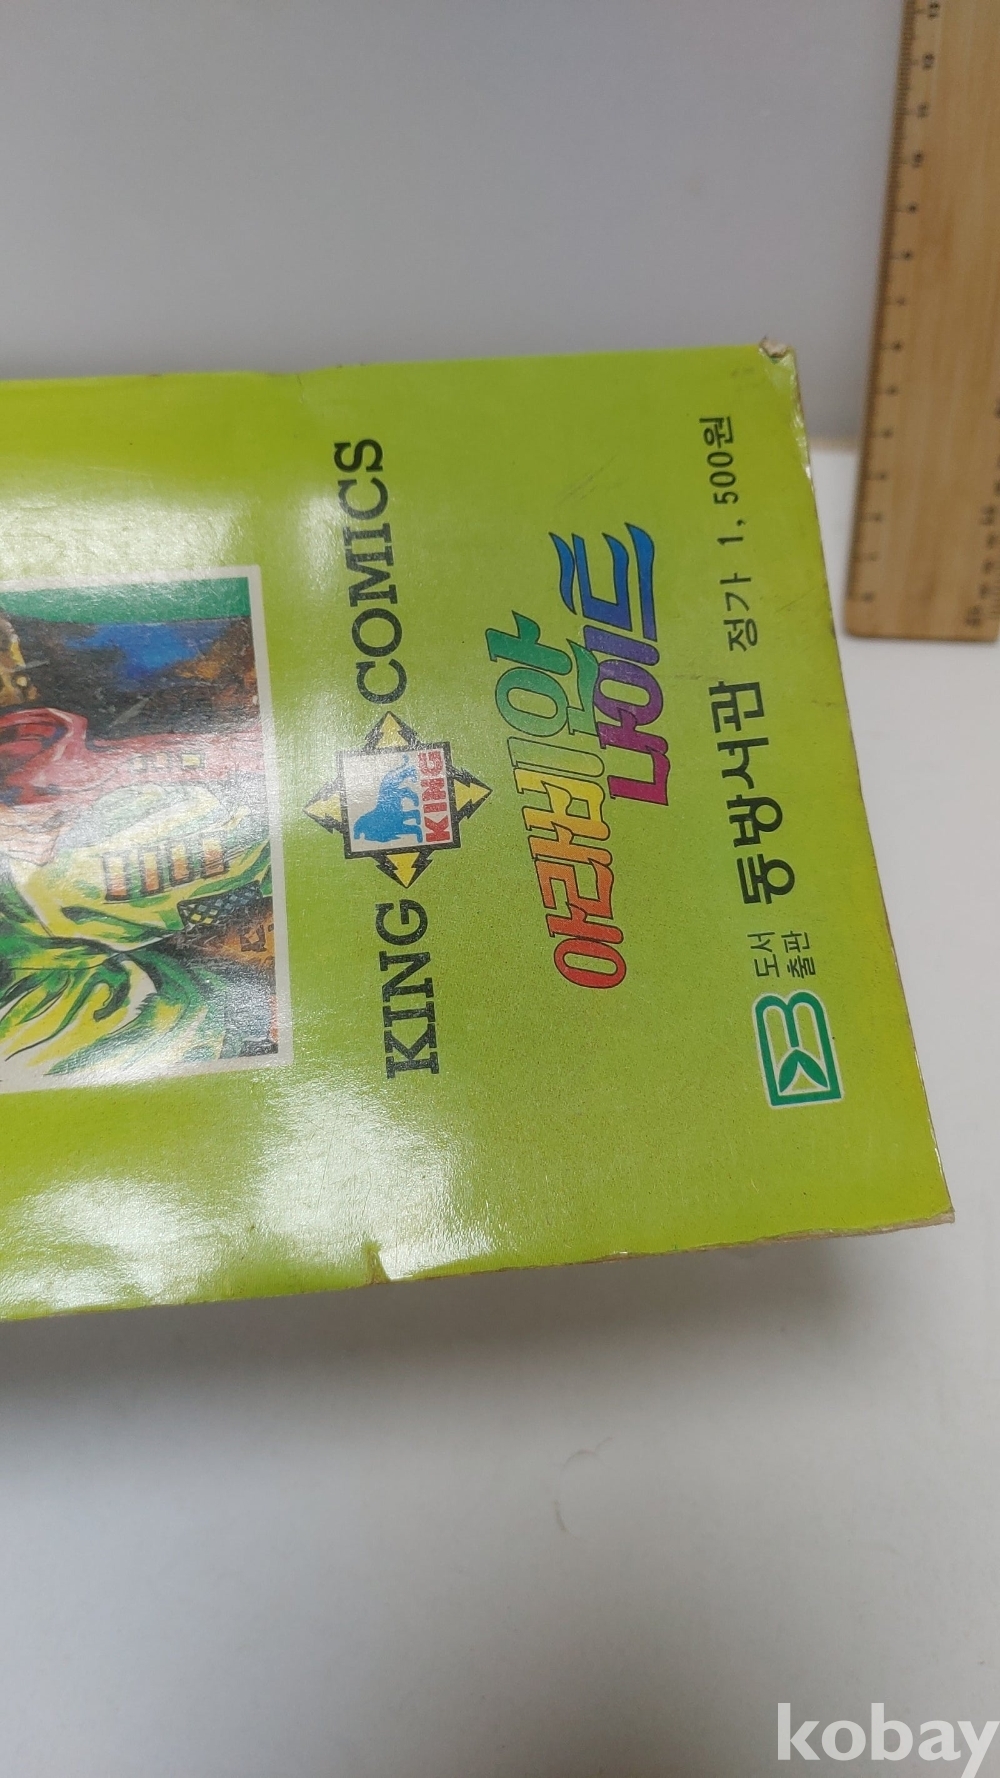 KING COMICS
KING
아라비안
나이트
도서
출판
동방서관 정가 1,500원
kobay